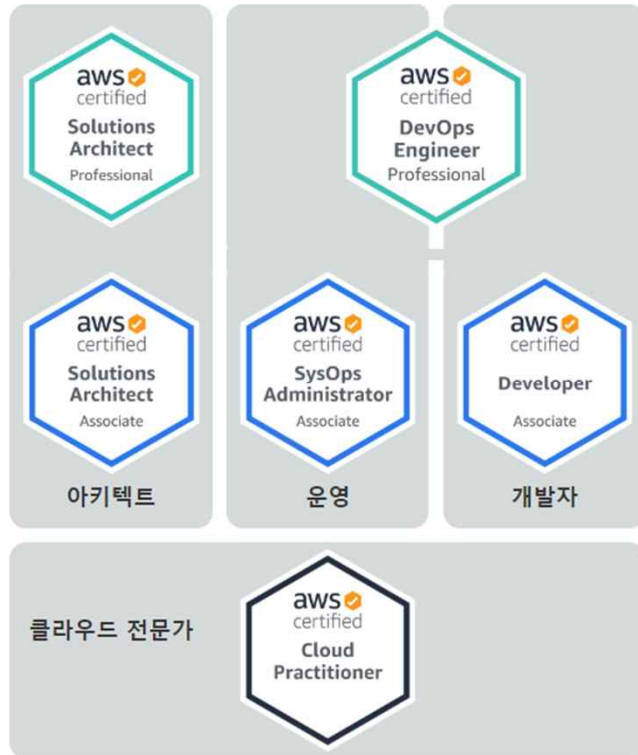 aws
certified
Solutions
Architect
Professional
aws
certified
DevOps
Engineer
Professional
aws
certified
Solutions
Architect
Associate
아키텍트
aws
certified
SysOps
Administrator
Associate
운영
aws
certified
Developer
Associate
개발자
클라우드 전문가
aws
certified
Cloud
Practitioner